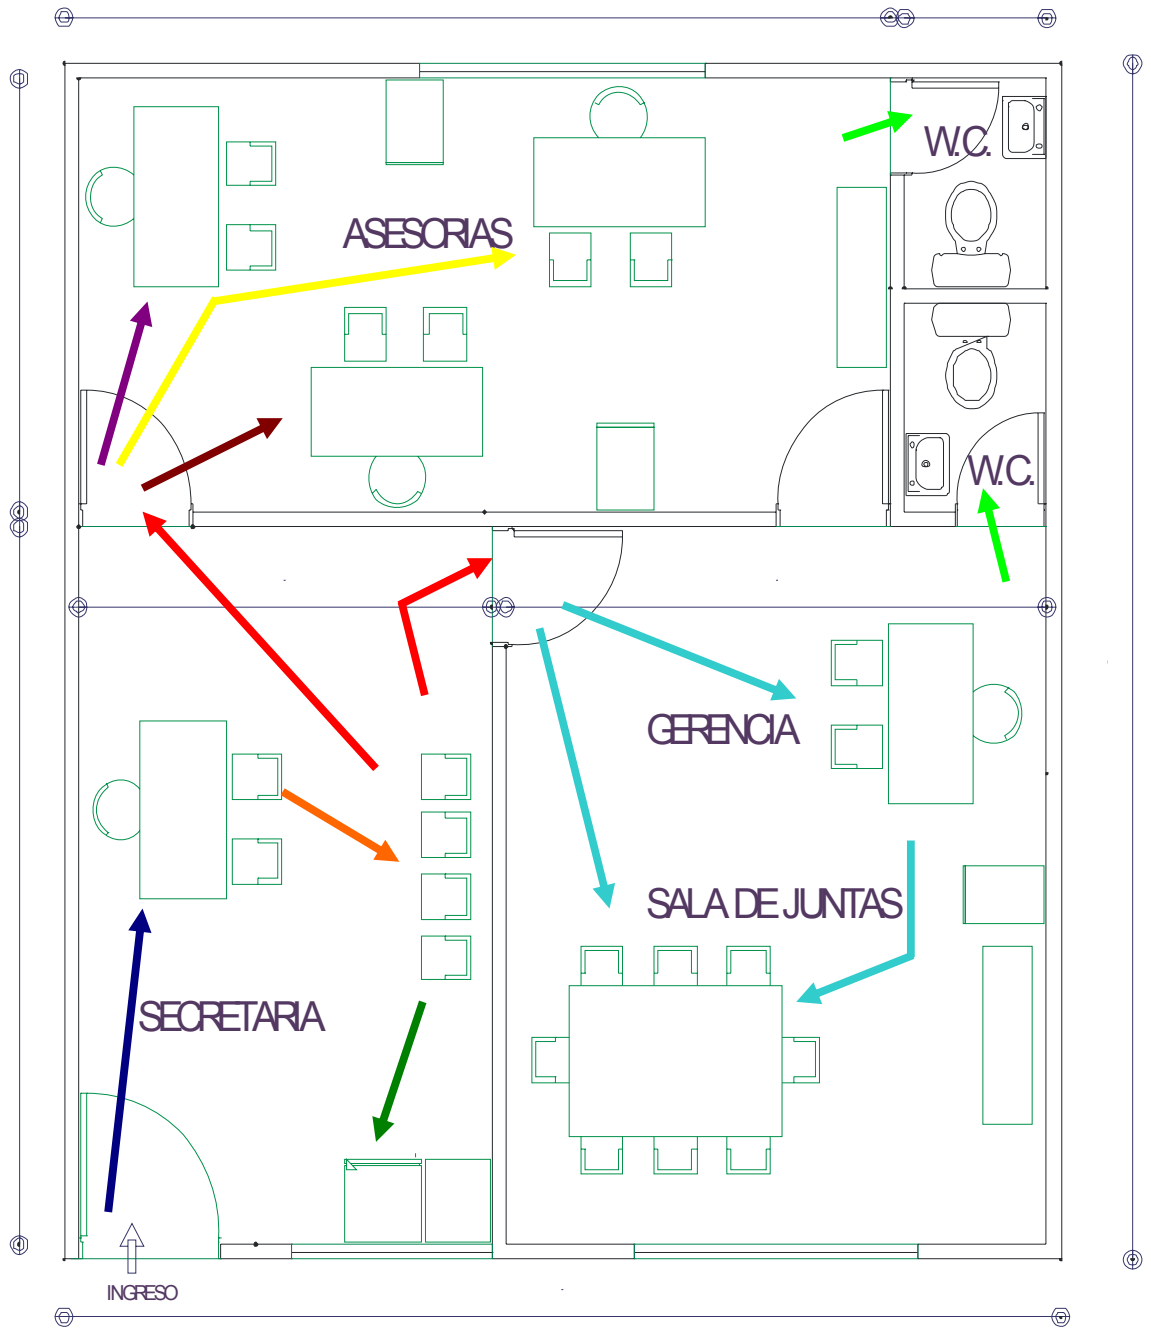 W.C.
ASESORIAS
W.C.
GERENCIA
SALA DE JUNTAS
SECRETARIA
INGRESO